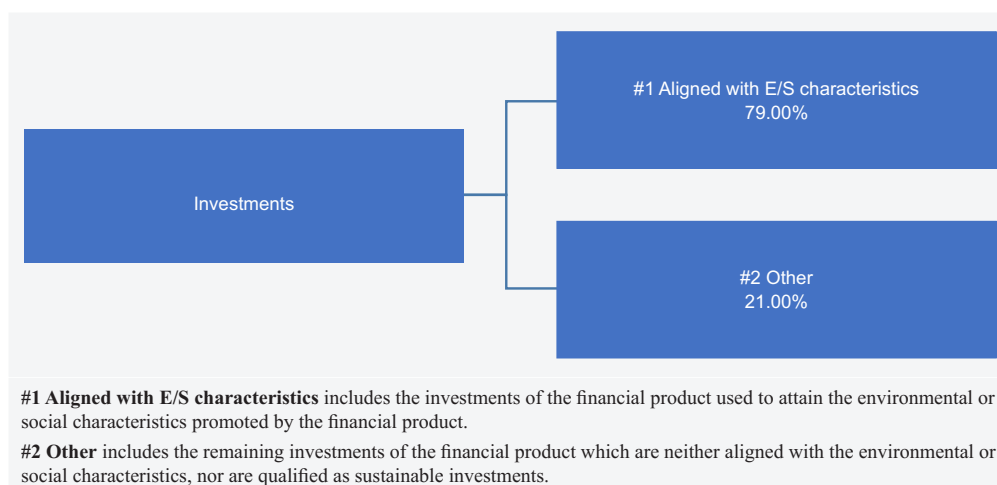 #1 Aligned with E/S characteristics
79.00%
Investments
#2 Other
21.00%
#1 Aligned with E/S characteristics includes the investments of the financial product used to attain the environmental or
social characteristics promoted by the financial product.
#2 Other includes the remaining investments of the financial product which are neither aligned with the environmental or
social characteristics, nor are qualified as sustainable investments.